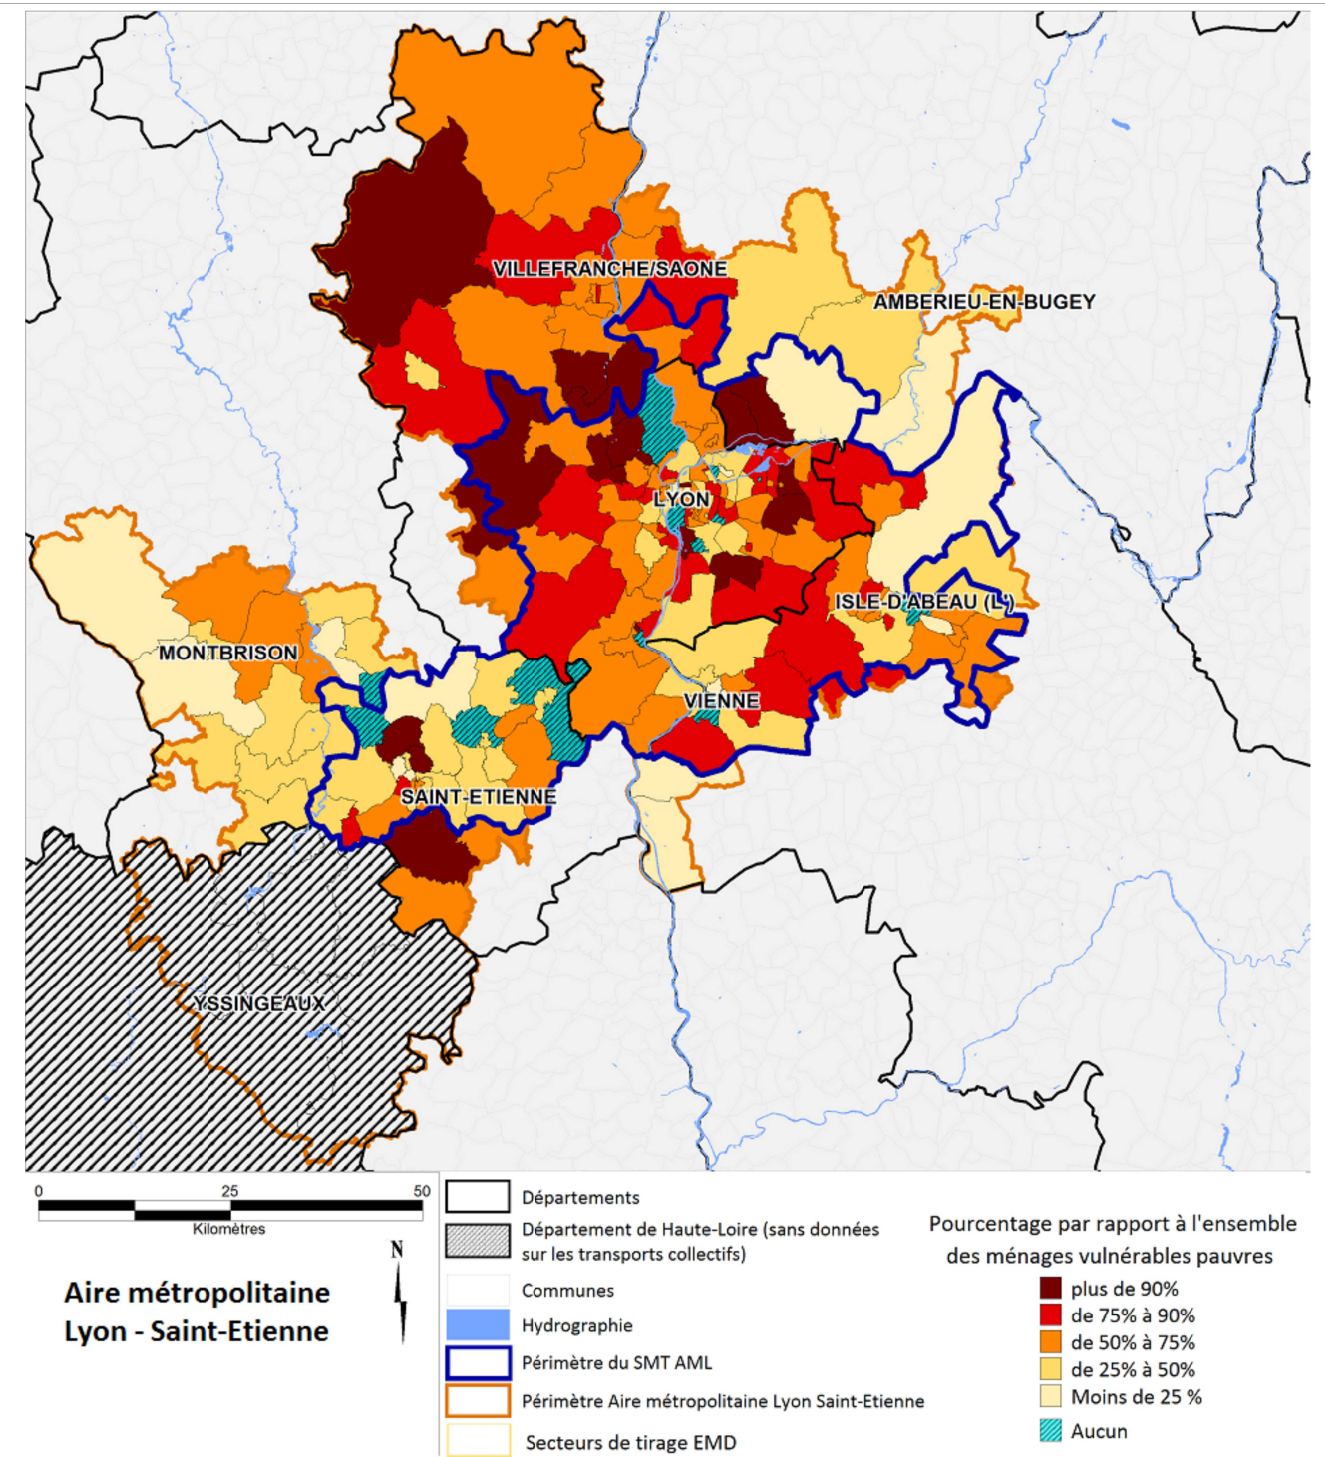 VILLEFRANCHE/SAONE
AMBERIEU-EN-BUGEY
LYON
ISLE-D'ABEAU (L')
MONTBRISON
VIENNE
SAINT-ETIENNE
YSSINGEAUX
0 25 50
Kilomètres
N
Aire métropolitaine
Lyon - Saint-Etienne
Départements
Département de Haute-Loire (sans données
sur les transports collectifs)
Communes
Hydrographie
Périmètre du SMT AML
Périmètre Aire métropolitaine Lyon Saint-Etienne
Secteurs de tirage EMD
Pourcentage par rapport à l'ensemble
des ménages vulnérables pauvres
plus de 90%
de 75% à 90%
de 50% à 75%
de 25% à 50%
Moins de 25 %
Aucun